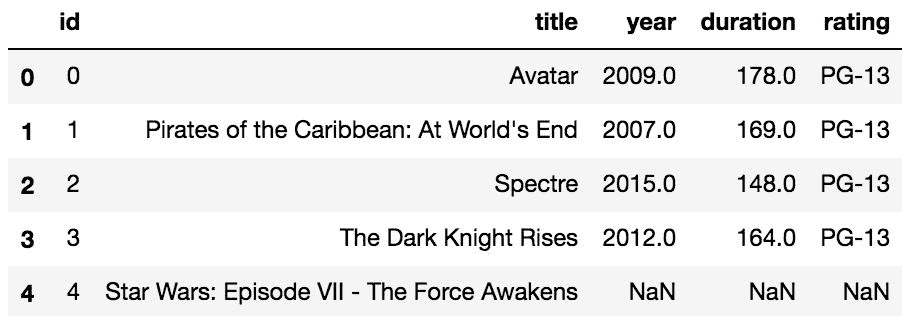 id title year duration rating
0 0 Avatar 2009.0 178.0 PG-13
1 1 Pirates of the Caribbean: At World's End 2007.0 169.0 PG-13
2 2 Spectre 2015.0 148.0 PG-13
3 3 The Dark Knight Rises 2012.0 164.0 PG-13
4 4 Star Wars: Episode VII - The Force Awakens NaN NaN NaN